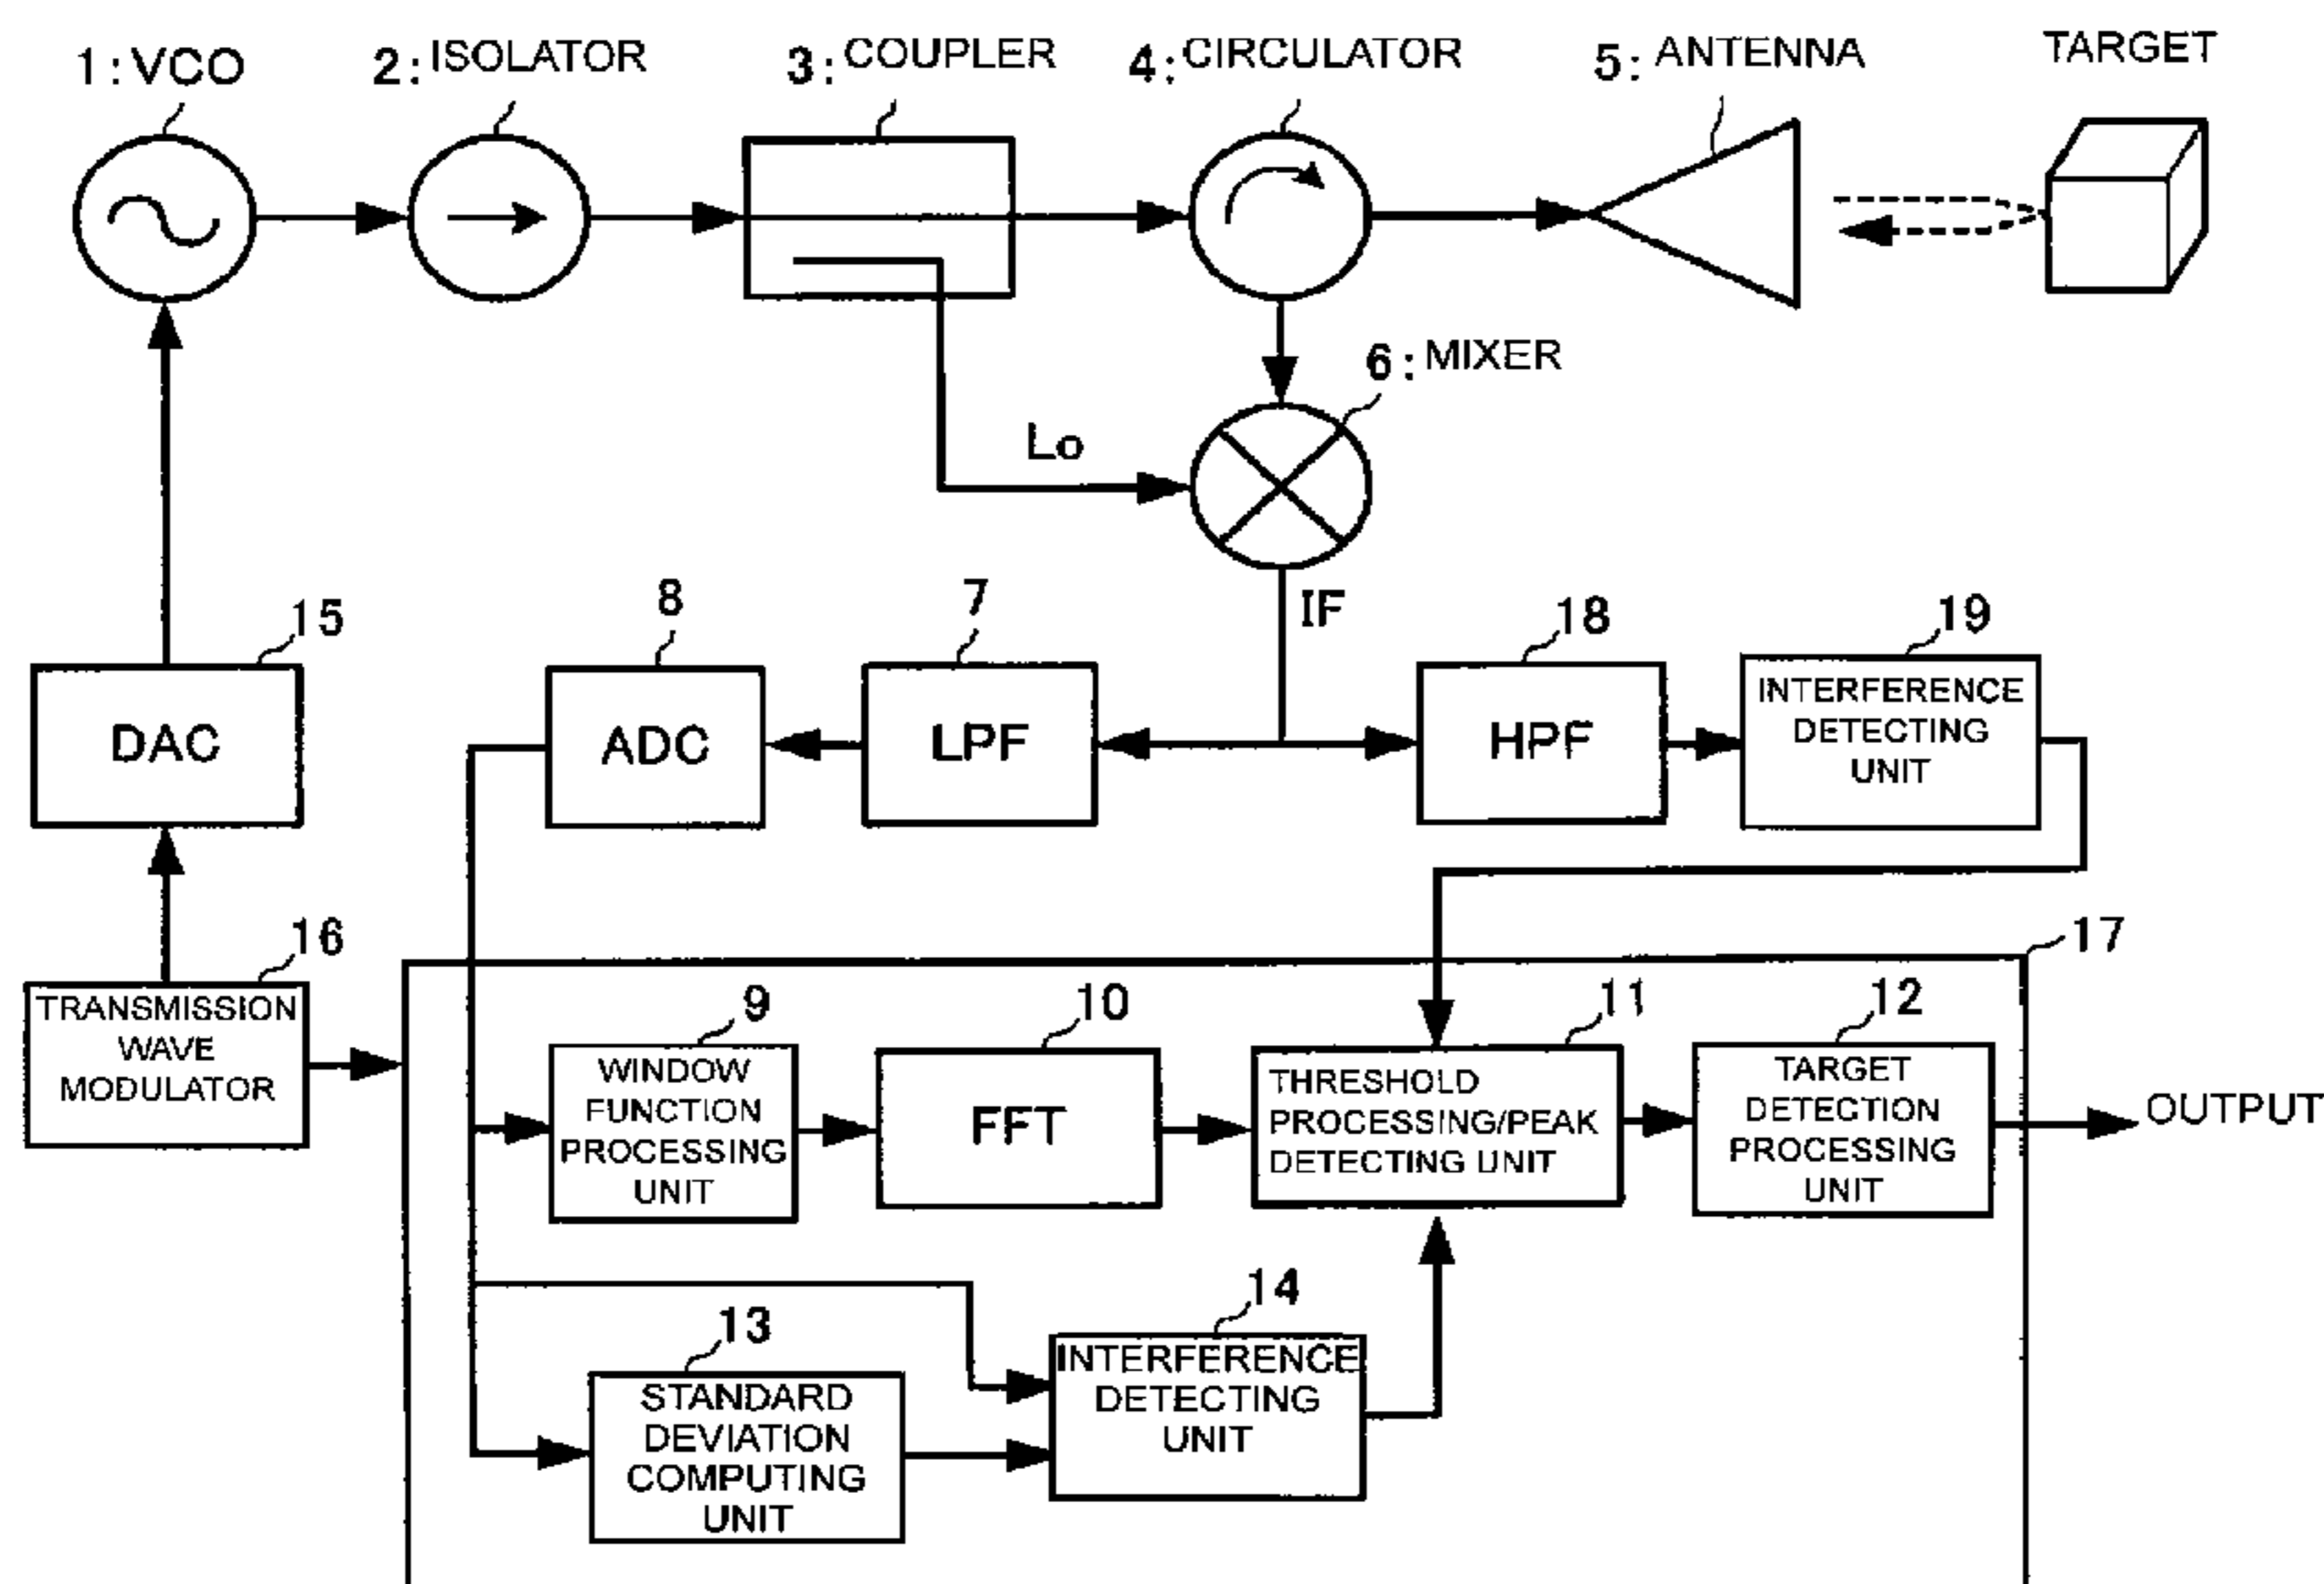 1: VCO
2: ISOLATOR
3: COUPLER
4: CIRCULATOR
5: ANTENNA
TARGET
6: MIXER
Lo
IF
15
DAC
8
ADC
7
LPF
18
HPF
19
INTERFERENCE
DETECTING
UNIT
16
TRANSMISSION
WAVE
MODULATOR
17
9
WINDOW
FUNCTION
PROCESSING
UNIT
10
FFT
11
THRESHOLD
PROCESSING/PEAK
DETECTING UNIT
12
TARGET
DETECTION
PROCESSING
UNIT
OUTPUT
13
STANDARD
DEVIATION
COMPUTING
UNIT
14
INTERFERENCE
DETECTING
UNIT